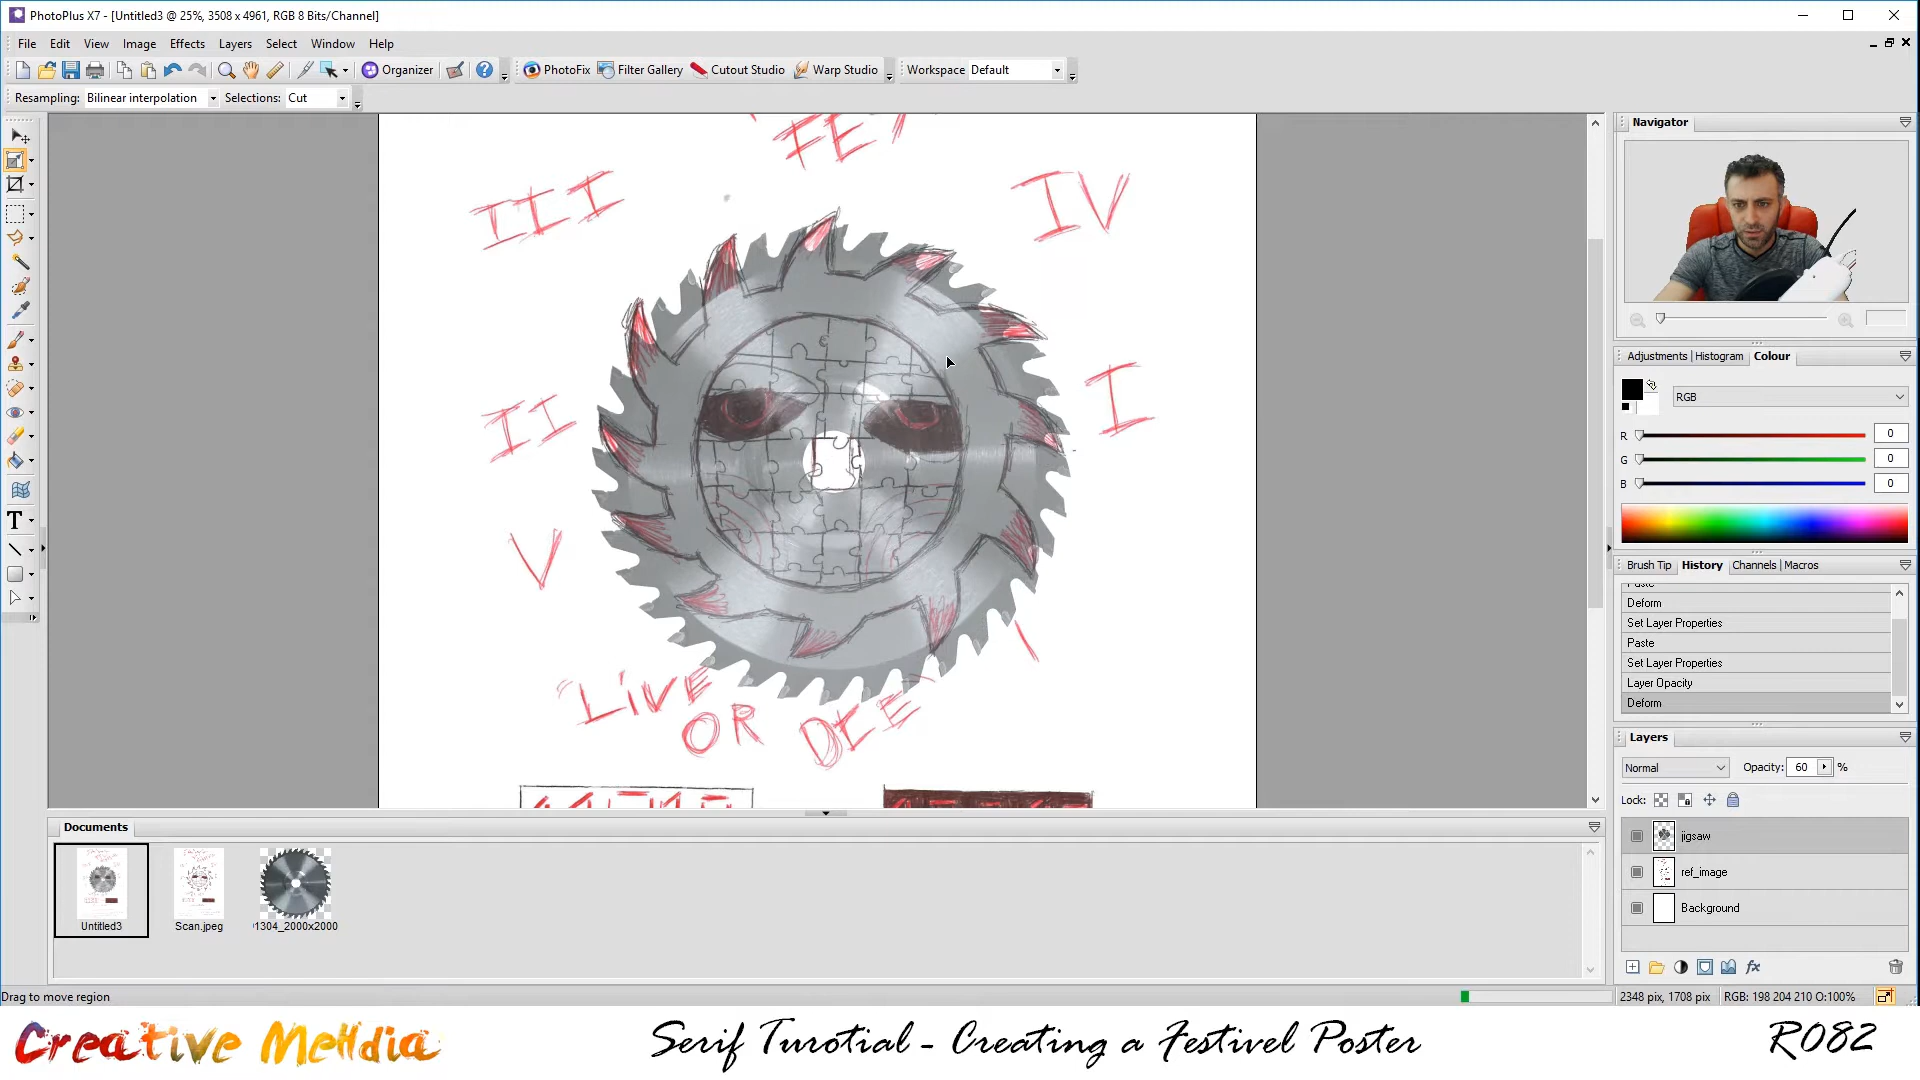 PhotoPlus X7 - [Untitled3 @ 25%, 3508 x 4961, RGB 8 Bits/Channel]
File Edit View Image Effects Layers Select Window Help
Organizer PhotoFix Filter Gallery Cutout Studio Warp Studio Workspace Default
Resampling: Bilinear interpolation Selections: Cut
Navigator
FE
III IV
Adjustments | Histogram Colour
RGB
II I
R 0
G 0
B 0
V
Brush Tip History Channels | Macros
Deform
Set Layer Properties
Paste
Set Layer Properties
Layer Opacity
Deform
"LIVE
OR DIE
Layers
Normal Opacity: 60 %
Lock:
jigsaw
ref_image
Background
Documents
Untitled3 Scan.jpeg 1304_2000x2000
Drag to move region 2348 pix, 1708 pix RGB: 198 204 210 O:100%
Creative MeHdia Serif Turotial - Creating a Festivel Poster R082